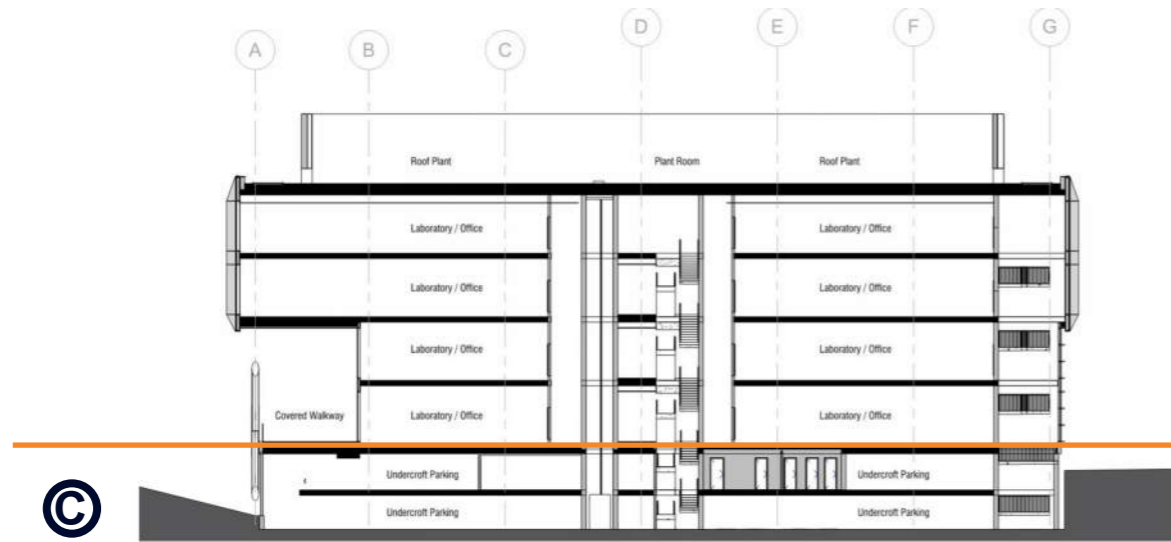 A B C D E F G
Roof Plant Plant Room Roof Plant
Laboratory / Office Laboratory / Office
Laboratory / Office Laboratory / Office
Laboratory / Office Laboratory / Office
Covered Walkway Laboratory / Office Laboratory / Office
Undercroft Parking Undercroft Parking
Undercroft Parking Undercroft Parking
©